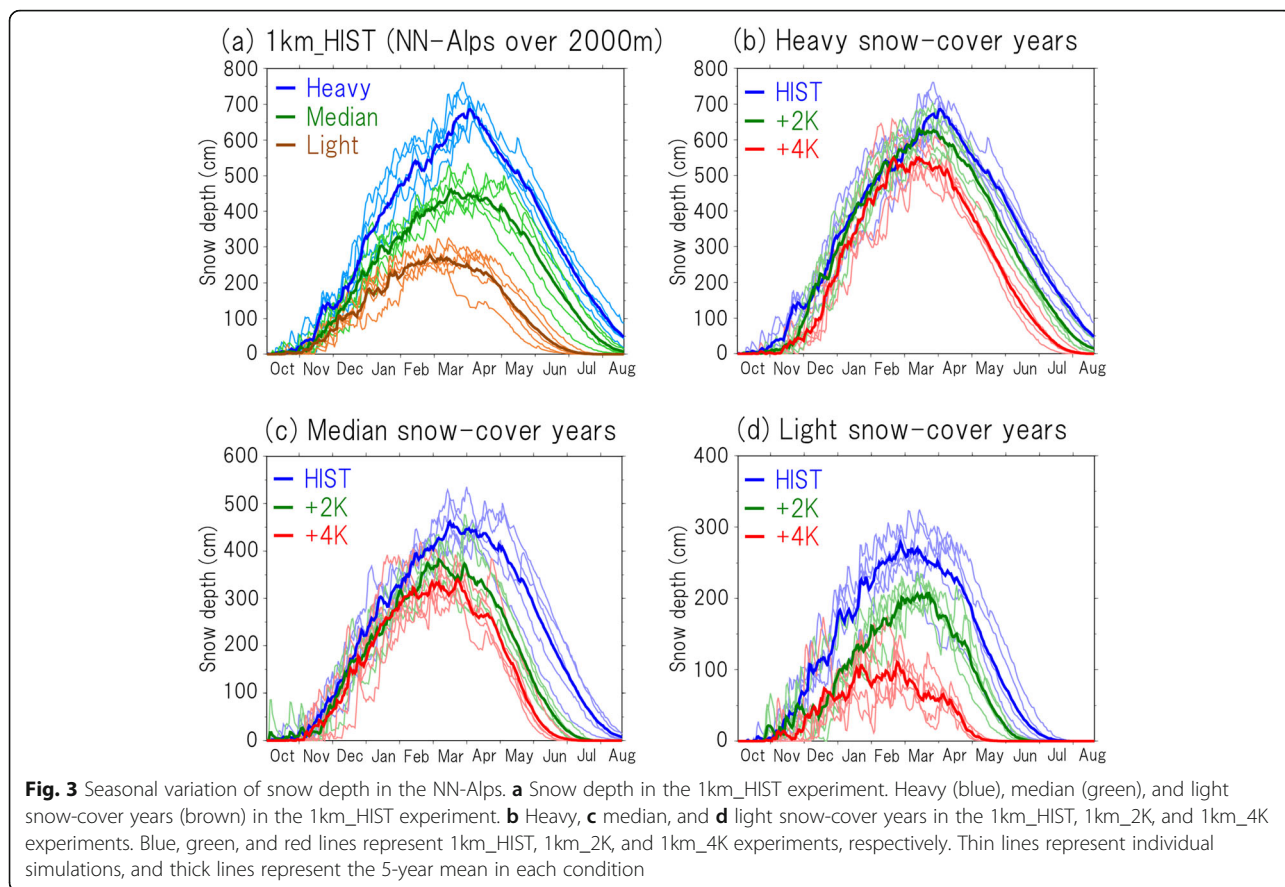 (a) 1km_HIST (NN-Alps over 2000m)
800
700
600
500
400
300
200
100
0
Snow depth (cm)
Heavy
Median
Light
Oct Nov Dec Jan Feb Mar Apr May Jun Jul Aug
(b) Heavy snow-cover years
800
700
600
500
400
300
200
100
0
Snow depth (cm)
HIST
+2K
+4K
Oct Nov Dec Jan Feb Mar Apr May Jun Jul Aug
(c) Median snow-cover years
600
500
400
300
200
100
0
Snow depth (cm)
HIST
+2K
+4K
Oct Nov Dec Jan Feb Mar Apr May Jun Jul Aug
(d) Light snow-cover years
400
300
200
100
0
Snow depth (cm)
HIST
+2K
+4K
Oct Nov Dec Jan Feb Mar Apr May Jun Jul Aug
Fig. 3 Seasonal variation of snow depth in the NN-Alps. a Snow depth in the 1km_HIST experiment. Heavy (blue), median (green), and light
snow-cover years (brown) in the 1km_HIST experiment. b Heavy, c median, and d light snow-cover years in the 1km_HIST, 1km_2K, and 1km_4K
experiments. Blue, green, and red lines represent 1km_HIST, 1km_2K, and 1km_4K experiments, respectively. Thin lines represent individual
simulations, and thick lines represent the 5-year mean in each condition